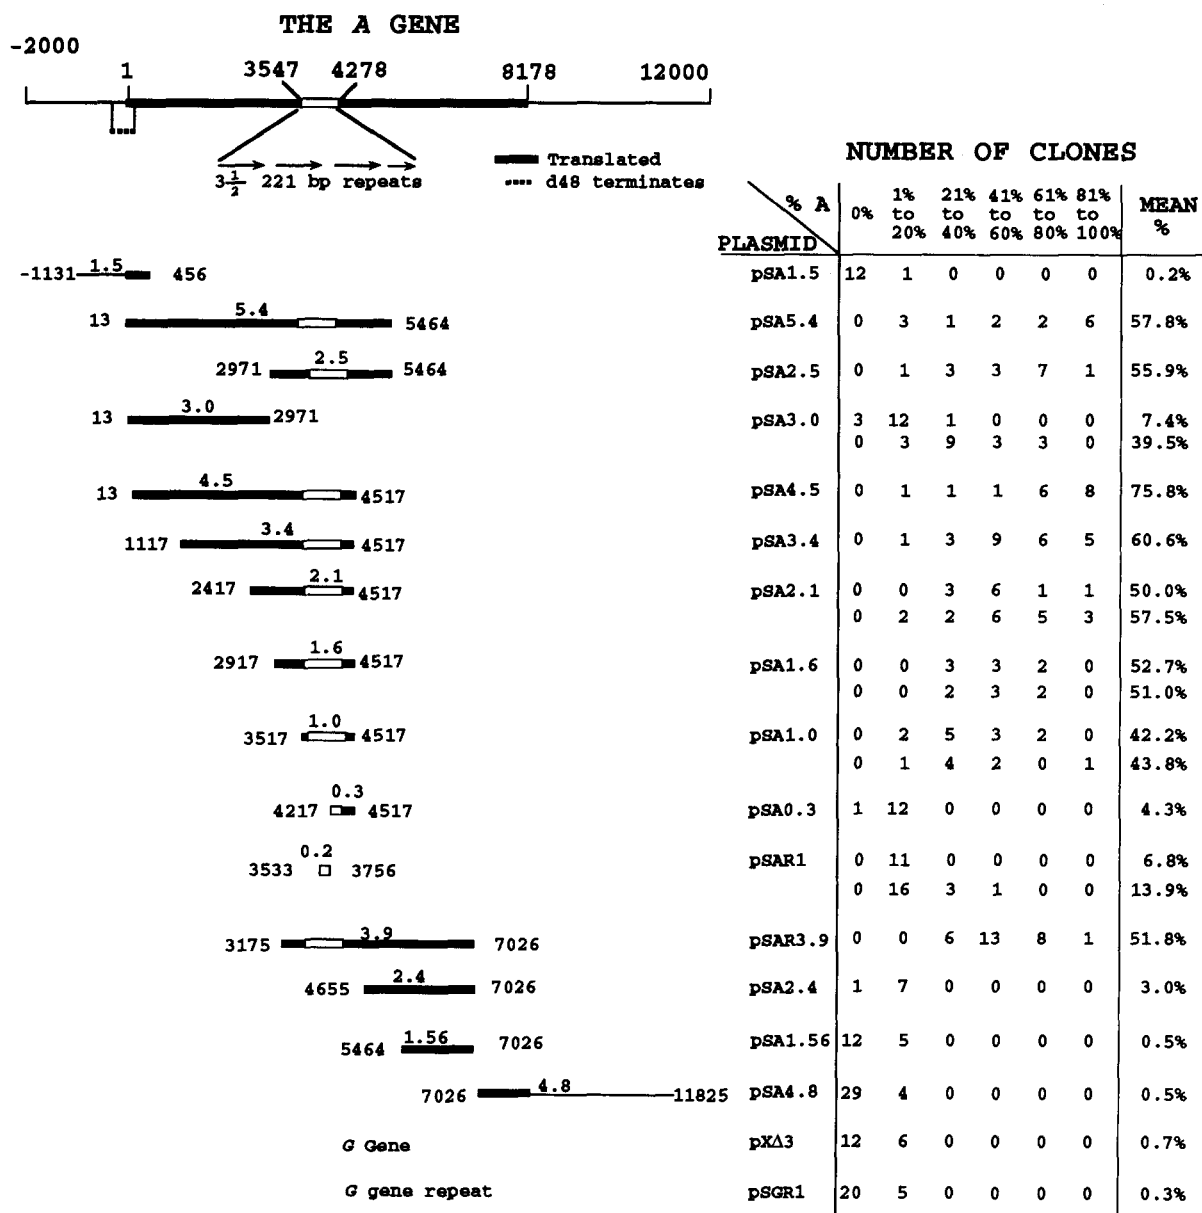 THE A GENE
-2000
1 3547 4278 8178 12000
3½ 221 bp repeats
Translated
d48 terminates
NUMBER OF CLONES
% A
PLASMID
0% 1% to 20% 21% to 40% 41% to 60% 61% to 80% 81% to 100% MEAN %
-1131 1.5 456 pSA1.5 12 1 0 0 0 0 0.2%
13 5.4 5464 pSA5.4 0 3 1 2 2 6 57.8%
2971 2.5 5464 pSA2.5 0 1 3 3 7 1 55.9%
13 3.0 2971 pSA3.0 3 12 1 0 0 0 7.4%
0 3 9 3 3 0 39.5%
13 4.5 4517 pSA4.5 0 1 1 1 6 8 75.8%
1117 3.4 4517 pSA3.4 0 1 3 9 6 5 60.6%
2417 2.1 4517 pSA2.1 0 0 3 6 1 1 50.0%
0 2 2 6 5 3 57.5%
2917 1.6 4517 pSA1.6 0 0 3 3 2 0 52.7%
0 0 2 3 2 0 51.0%
3517 1.0 4517 pSA1.0 0 2 5 3 2 0 42.2%
0 1 4 2 0 1 43.8%
4217 0.3 4517 pSA0.3 1 12 0 0 0 0 4.3%
3533 0.2 3756 pSAR1 0 11 0 0 0 0 6.8%
0 16 3 1 0 0 13.9%
3175 3.9 7026 pSAR3.9 0 0 6 13 8 1 51.8%
4655 2.4 7026 pSA2.4 1 7 0 0 0 0 3.0%
5464 1.56 7026 pSA1.56 12 5 0 0 0 0 0.5%
7026 4.8 11825 pSA4.8 29 4 0 0 0 0 0.5%
G Gene pXΔ3 12 6 0 0 0 0 0.7%
G gene repeat pSGR1 20 5 0 0 0 0 0.3%